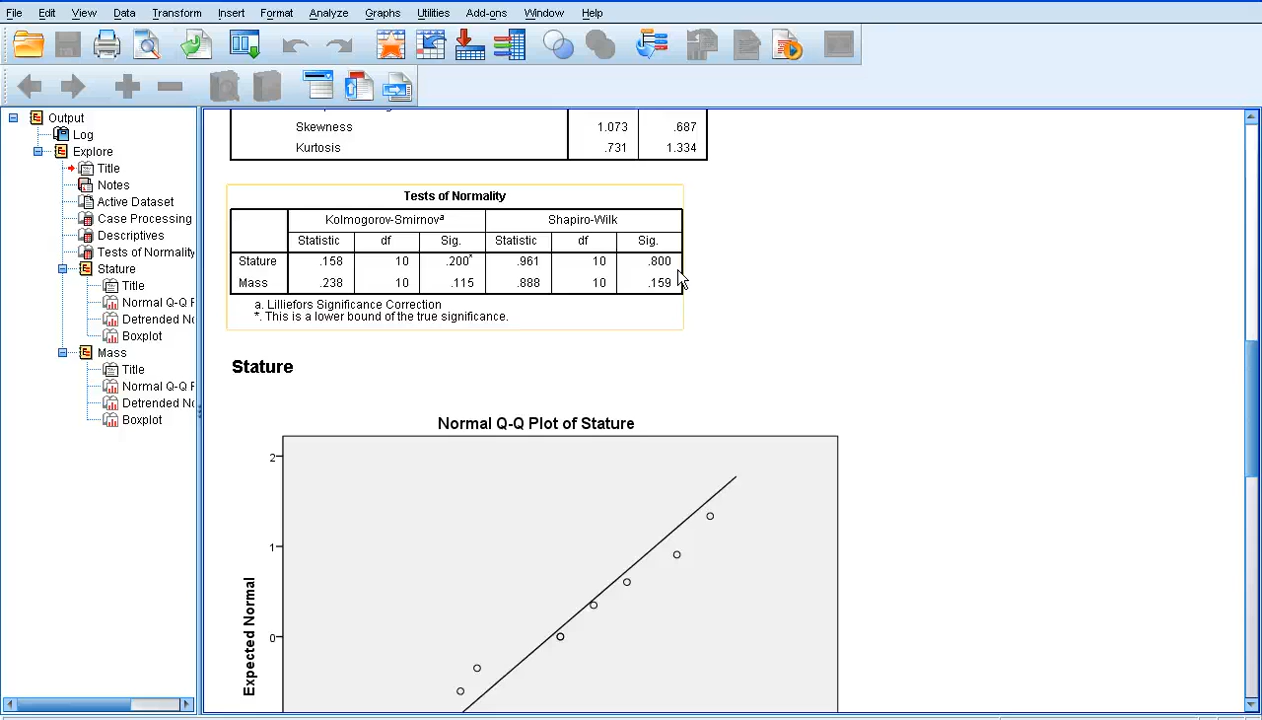 File Edit View Data Transform Insert Format Analyze Graphs Utilities Add-ons Window Help
Output
Log
Explore
Title
Notes
Active Dataset
Case Processing
Descriptives
Tests of Normality
Stature
Title
Normal Q-Q
Detrended
Boxplot
Mass
Title
Normal Q-Q
Detrended
Boxplot
Skewness 1.073 .687
Kurtosis .731 1.334
Tests of Normality
Kolmogorov-Smirnovᵃ Shapiro-Wilk
Statistic df Sig. Statistic df Sig.
Stature .158 10 .200* .961 10 .800
Mass .238 10 .115 .888 10 .159
a. Lilliefors Significance Correction
*. This is a lower bound of the true significance.
Stature
Normal Q-Q Plot of Stature
2
1
0
Expected Normal